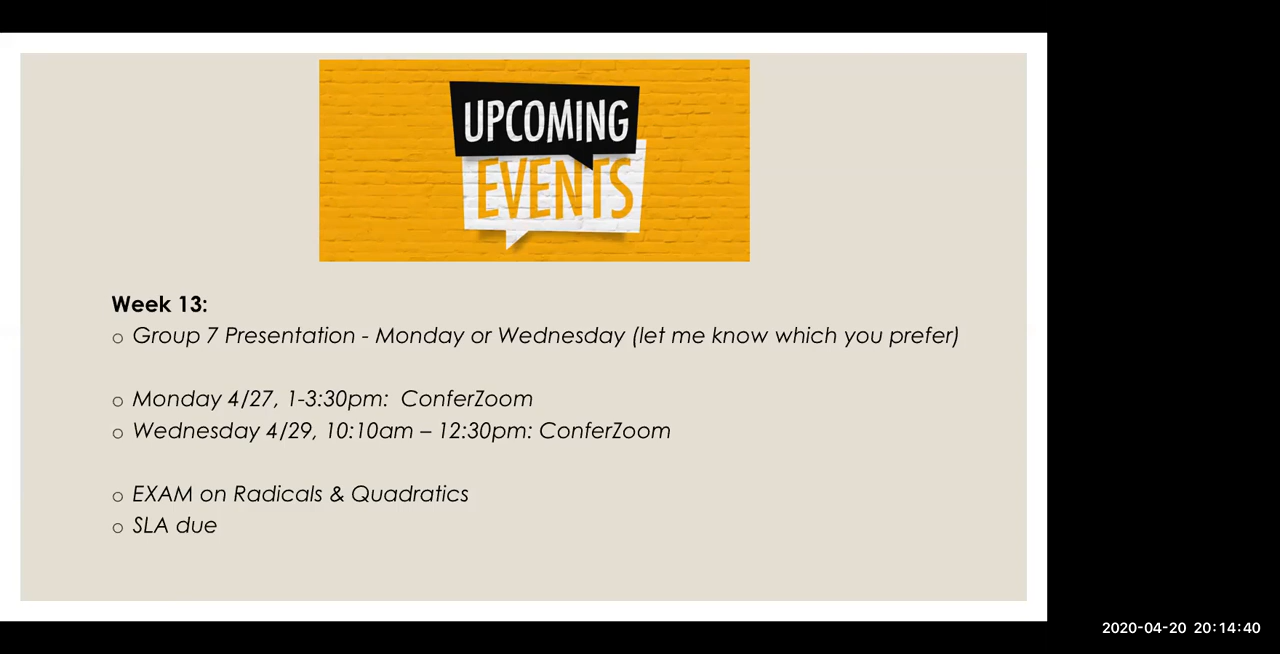 UPCOMING
EVENTS
Week 13:
o Group 7 Presentation - Monday or Wednesday (let me know which you prefer)
o Monday 4/27, 1-3:30pm:  ConferZoom
o Wednesday 4/29, 10:10am – 12:30pm: ConferZoom
o EXAM on Radicals & Quadratics
o SLA due
2020-04-20 20:14:40